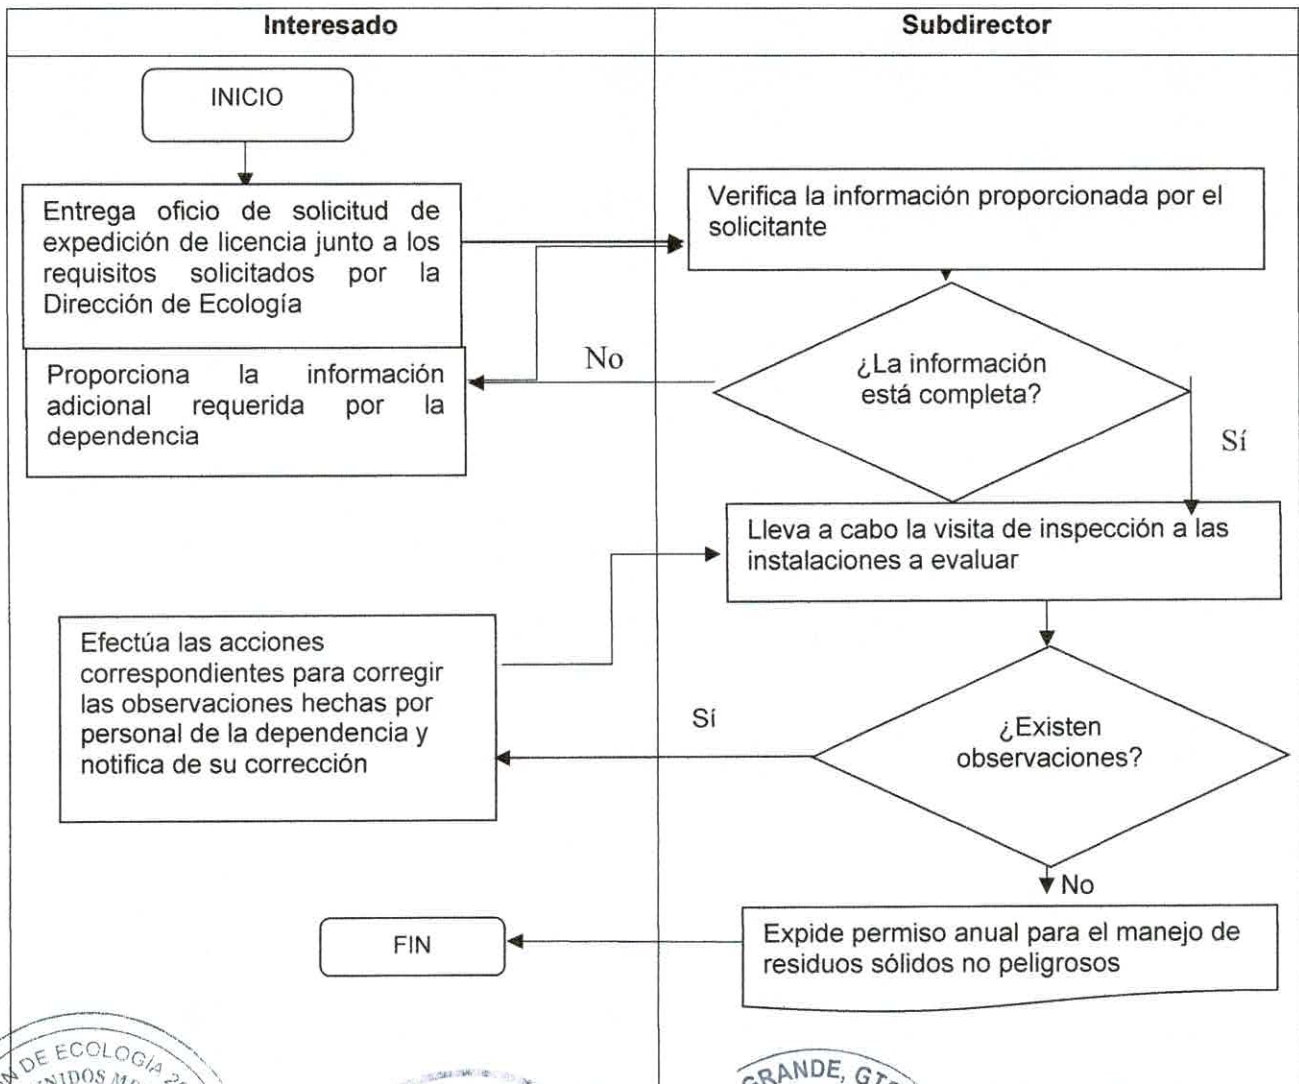 Interesado
Subdirector
INICIO
Entrega oficio de solicitud de
expedición de licencia junto a los
requisitos solicitados por la
Dirección de Ecología
Verifica la información proporcionada por el
solicitante
¿La información
está completa?
No
Sí
Proporciona la información
adicional requerida por la
dependencia
Lleva a cabo la visita de inspección a las
instalaciones a evaluar
Efectúa las acciones
correspondientes para corregir
las observaciones hechas por
personal de la dependencia y
notifica de su corrección
Sí
¿Existen
observaciones?
No
Expide permiso anual para el manejo de
residuos sólidos no peligrosos
FIN
DE ECOLOGÍA
GRANDE, GTO